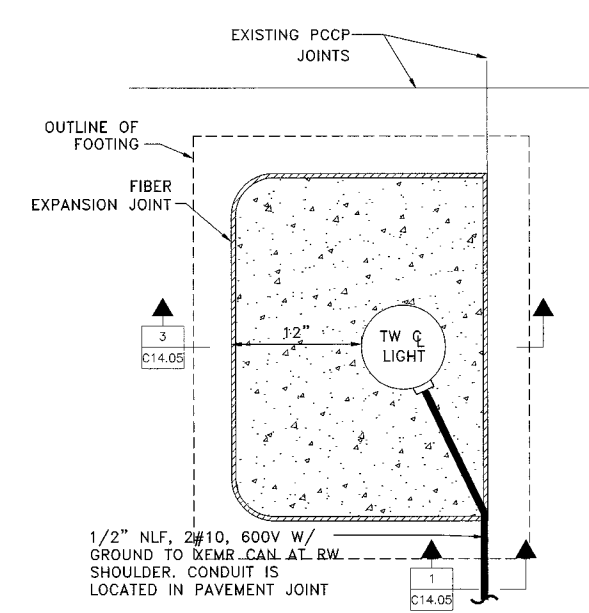 EXISTING PCCP
JOINTS
OUTLINE OF
FOOTING
FIBER
EXPANSION JOINT
3
C14.05
12"
TW ℄
LIGHT
1/2" NLF, 2#10, 600V W/
GROUND TO XFMR CAN AT RW
SHOULDER. CONDUIT IS
LOCATED IN PAVEMENT JOINT
1
C14.05